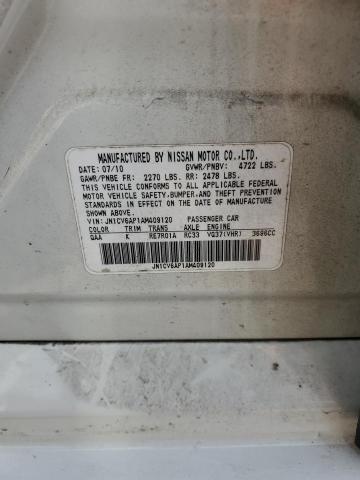 MANUFACTURED BY NISSAN MOTOR CO.,LTD.
DATE: 07/10 GVWR/PNBV: 4722 LBS.
GAWR/PNBE FR: 2270 LBS. RR: 2478 LBS.
THIS VEHICLE CONFORMS TO ALL APPLICABLE FEDERAL
MOTOR VEHICLE SAFETY,BUMPER,AND THEFT PREVENTION
STANDARDS IN EFFECT ON THE DATE OF MANUFACTURE
SHOWN ABOVE.
VIN: JN1CV6AP1AM409120 PASSENGER CAR
COLOR TRIM TRANS AXLE ENGINE
QAA K RE7R01A RC33 VQ37(VHR) 3696CC
JN1CV6AP1AM409120